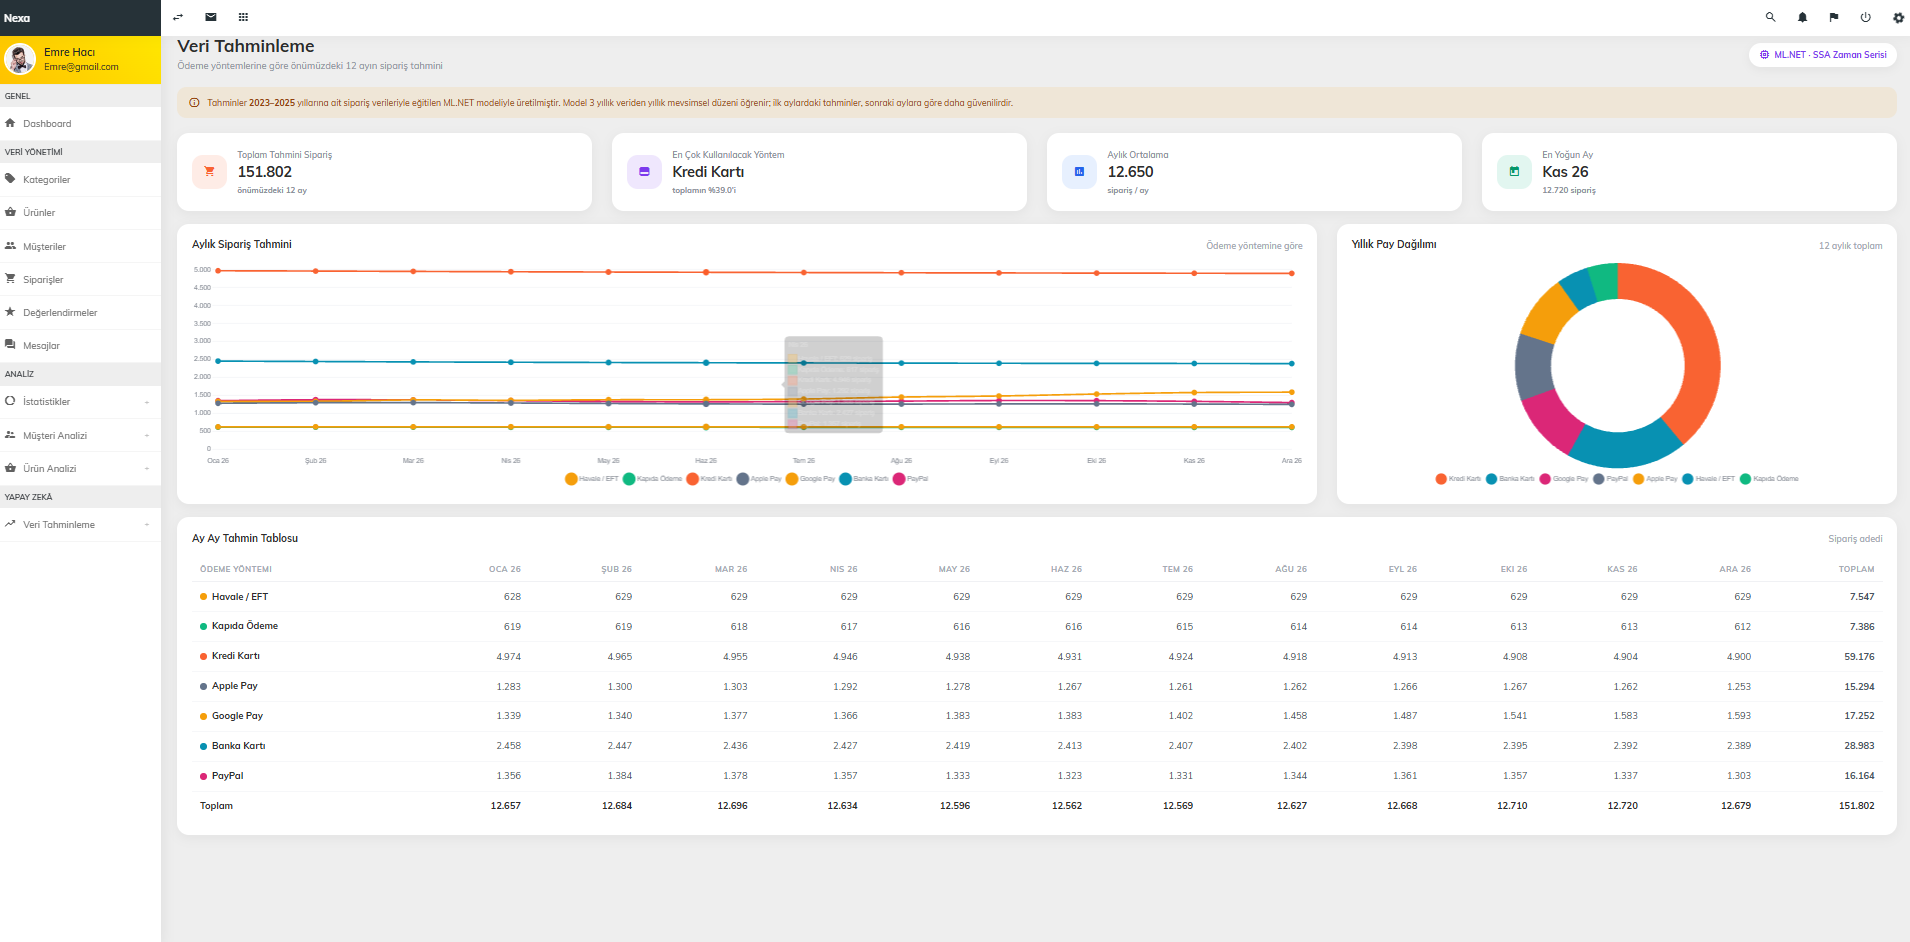 Nexa
Emre Hacı
Emre@gmail.com
GENEL
Dashboard
VERİ YÖNETİMİ
Kategoriler
Ürünler
Müşteriler
Siparişler
Değerlendirmeler
Mesajlar
ANALİZ
İstatistikler
Müşteri Analizi
Ürün Analizi
YAPAY ZEKÂ
Veri Tahminleme
Veri Tahminleme
Ödeme yöntemlerine göre önümüzdeki 12 ayın sipariş tahmini
ML.NET · SSA Zaman Serisi
Tahminler 2023–2025 yıllarına ait sipariş verileriyle eğitilen ML.NET modeliyle üretilmiştir. Model 3 yıllık veriden yıllık mevsimsel düzeni öğrenir; ilk aylardaki tahminler, sonraki aylara göre daha güvenilirdir.
Toplam Tahmini Sipariş
151.802
önümüzdeki 12 ay
En Çok Kullanılacak Yöntem
Kredi Kartı
toplamın %39.0'i
Aylık Ortalama
12.650
sipariş / ay
En Yoğun Ay
Kas 26
12.720 sipariş
Aylık Sipariş Tahmini
Ödeme yöntemine göre
5.000
4.500
4.000
3.500
3.000
2.500
2.000
1.500
1.000
500
0
Oca 26 Şub 26 Mar 26 Nis 26 May 26 Haz 26 Tem 26 Ağu 26 Eyl 26 Eki 26 Kas 26 Ara 26
Havale / EFT Kapıda Ödeme Kredi Kartı Apple Pay Google Pay Banka Kartı PayPal
Yıllık Pay Dağılımı
12 aylık toplam
Kredi Kartı Banka Kartı Google Pay PayPal Apple Pay Havale / EFT Kapıda Ödeme
Ay Ay Tahmin Tablosu
Sipariş adedi
ÖDEME YÖNTEMI OCA 26 ŞUB 26 MAR 26 NIS 26 MAY 26 HAZ 26 TEM 26 AĞU 26 EYL 26 EKI 26 KAS 26 ARA 26 TOPLAM
Havale / EFT 628 629 629 629 629 629 629 629 629 629 629 629 7.547
Kapıda Ödeme 619 619 618 617 616 616 615 614 614 613 613 612 7.386
Kredi Kartı 4.974 4.965 4.955 4.946 4.938 4.931 4.924 4.918 4.913 4.908 4.904 4.900 59.176
Apple Pay 1.283 1.300 1.303 1.292 1.278 1.267 1.261 1.262 1.266 1.267 1.262 1.253 15.294
Google Pay 1.339 1.340 1.377 1.366 1.383 1.383 1.402 1.458 1.487 1.541 1.583 1.593 17.252
Banka Kartı 2.458 2.447 2.436 2.427 2.419 2.413 2.407 2.402 2.398 2.395 2.392 2.389 28.983
PayPal 1.356 1.384 1.378 1.357 1.333 1.323 1.331 1.344 1.361 1.357 1.337 1.303 16.164
Toplam 12.657 12.684 12.696 12.634 12.596 12.562 12.569 12.627 12.668 12.710 12.720 12.679 151.802